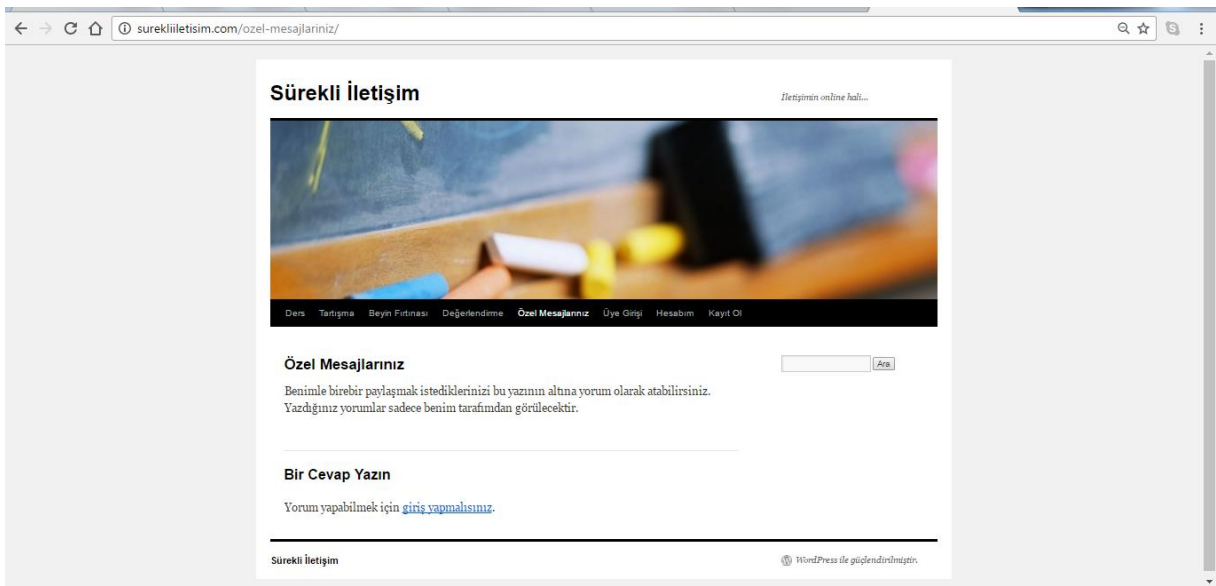 surekliiletisim.com/ozel-mesajlariniz/
Sürekli İletişim
İletişimin online hali...
Ders Tartışma Beyin Fırtınası Değerlendirme Özel Mesajlarınız Üye Girişi Hesabım Kayıt Ol
Özel Mesajlarınız
Ara
Benimle birebir paylaşmak istediklerinizi bu yazının altına yorum olarak atabilirsiniz.
Yazdığınız yorumlar sadece benim tarafımdan görülecektir.
Bir Cevap Yazın
Yorum yapabilmek için giriş yapmalısınız.
Sürekli İletişim
WordPress ile güçlendirilmiştir.